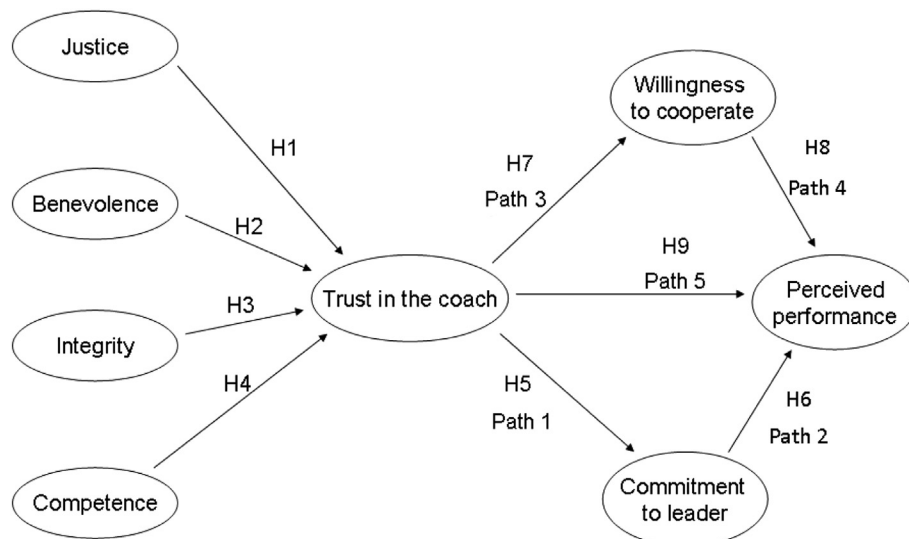 Justice
Willingness
to cooperate
H1
H7
Path 3
H8
Path 4
Benevolence
H2
H9
Path 5
Trust in the coach
Perceived
performance
H3
Integrity
H4
H5
Path 1
H6
Path 2
Competence
Commitment
to leader